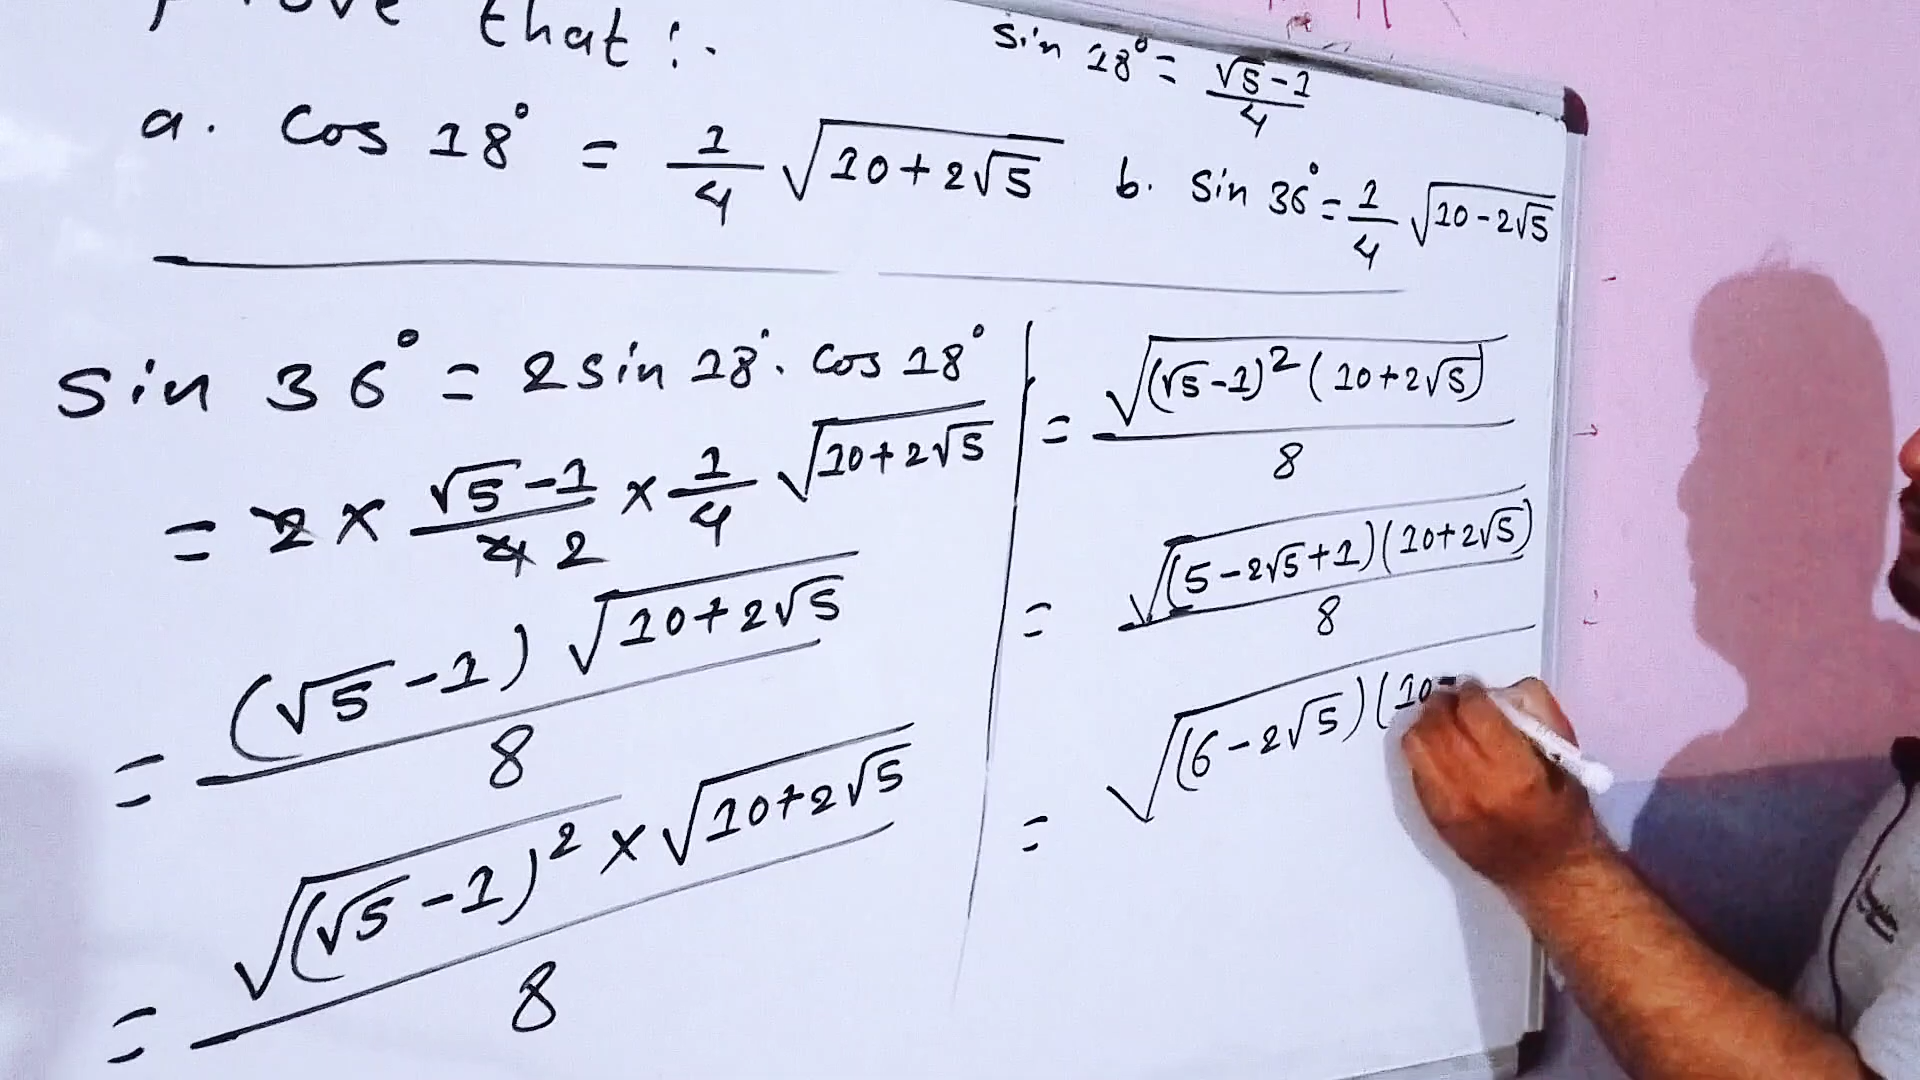 that :-
sin 18° = (√5 - 1)/4
a. cos 18° = 1/4 √(10 + 2√5)
b. sin 36° = 1/4 √(10 - 2√5)
sin 36° = 2 sin 18° . cos 18°
= 2 × (√5 - 1)/4 2 × 1/4 √(10 + 2√5)
= (√5 - 1) √(10 + 2√5) / 8
= √(√5 - 1)² × √(10 + 2√5) / 8
= √((√5 - 1)² (10 + 2√5)) / 8
= √((5 - 2√5 + 1)(10 + 2√5)) / 8
= √((6 - 2√5)(10